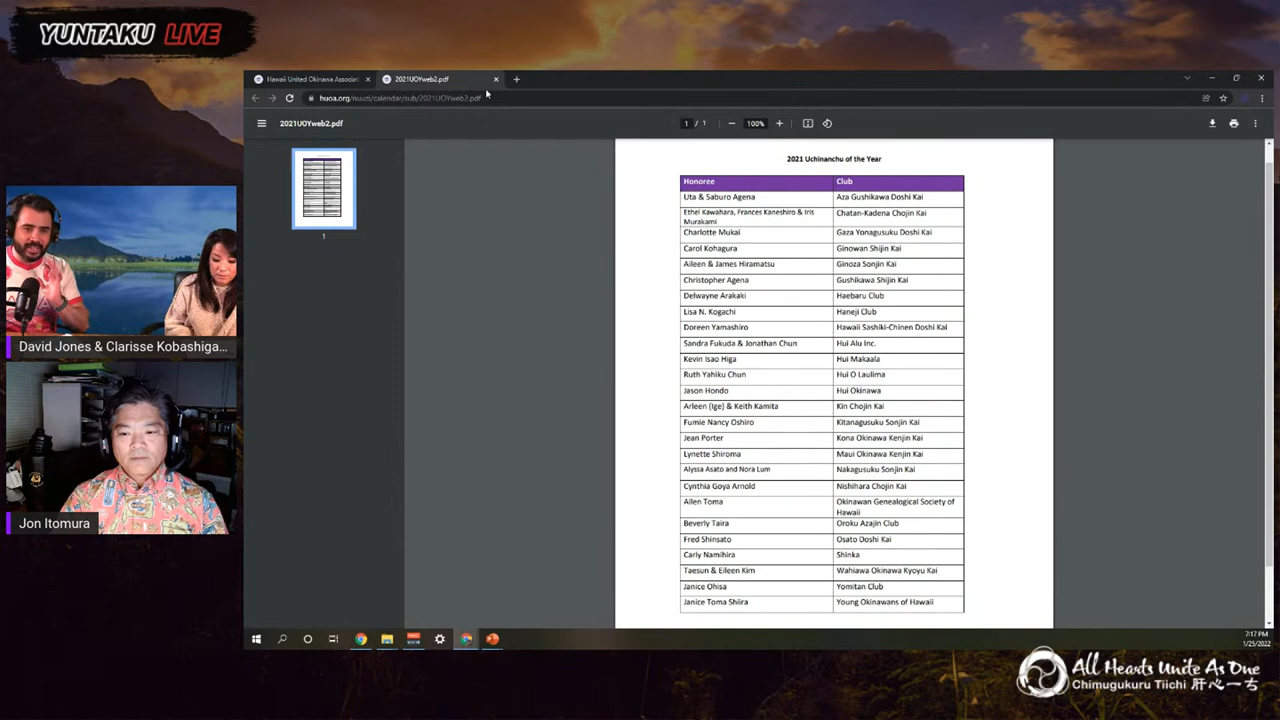 YUNTAKU LIVE
Hawaii United Okinawa Associati
2021UOYweb2.pdf
huoa.org/nuuzi/calendar/sub/2021UOYweb2.pdf
2021UOYweb2.pdf
1 / 1
100%
1
2021 Uchinanchu of the Year
Honoree Club
Uta & Saburo Agena Aza Gushikawa Doshi Kai
Ethel Kawahara, Frances Kaneshiro & Iris Chatan-Kadena Chojin Kai
Murakami
Charlotte Mukai Gaza Yonagusuku Doshi Kai
Carol Kohagura Ginowan Shijin Kai
Aileen & James Hiramatsu Ginoza Sonjin Kai
Christopher Agena Gushikawa Shijin Kai
Delwayne Arakaki Haebaru Club
Lisa N. Kogachi Haneji Club
Doreen Yamashiro Hawaii Sashiki-Chinen Doshi Kai
Sandra Fukuda & Jonathan Chun Hui Alu Inc.
Kevin Isao Higa Hui Makaala
Ruth Yahiku Chun Hui O Laulima
Jason Hondo Hui Okinawa
Arleen (Ige) & Keith Kamita Kin Chojin Kai
Fumie Nancy Oshiro Kitanagusuku Sonjin Kai
Jean Porter Kona Okinawa Kenjin Kai
Lynette Shiroma Maui Okinawa Kenjin Kai
Alyssa Asato and Nora Lum Nakagusuku Sonjin Kai
Cynthia Goya Arnold Nishihara Chojin Kai
Allen Toma Okinawan Genealogical Society of
Hawaii
Beverly Taira Oroku Azajin Club
Fred Shinsato Osato Doshi Kai
Carly Namihira Shinka
Taesun & Eileen Kim Wahiawa Okinawa Kyoyu Kai
Janice Ohisa Yomitan Club
Janice Toma Shiira Young Okinawans of Hawaii
David Jones & Clarisse Kobashiga...
Jon Itomura
7:17 PM
1/25/2022
All Hearts Unite As One
Chimugukuru Tiichi 肝心一ち